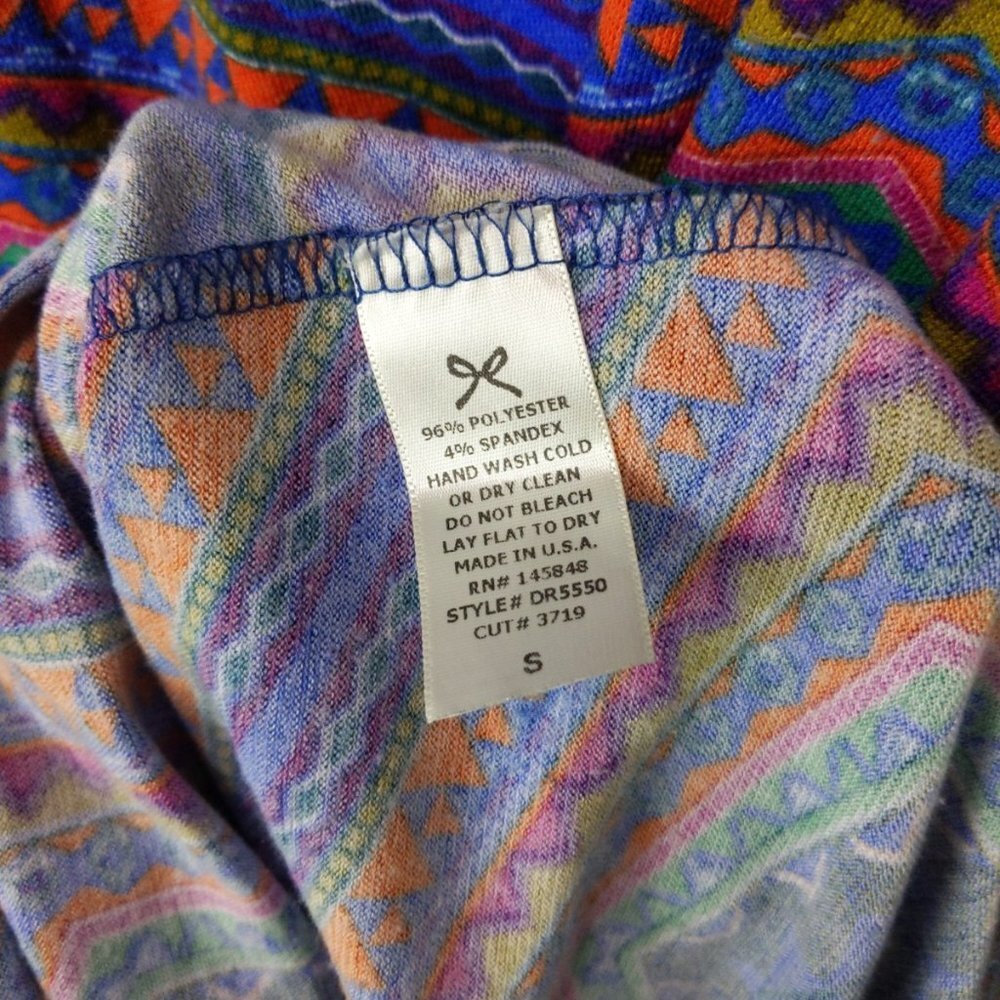 96% POLYESTER
4% SPANDEX
HAND WASH COLD
OR DRY CLEAN
DO NOT BLEACH
LAY FLAT TO DRY
MADE IN U.S.A.
RN# 145848
STYLE# DR5550
CUT# 3719
S